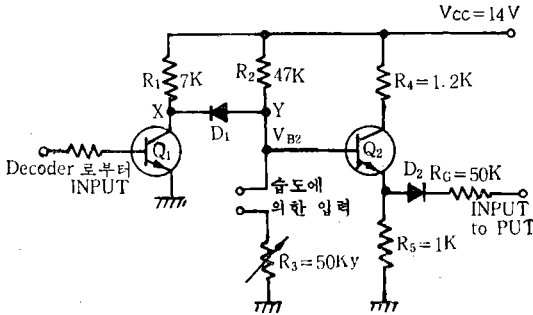 VCC=14V
R1
7K
R2
47K
R4=1.2K
X
D1
Y
VB2
Q1
Q2
Decoder 로부터
INPUT
습도에
의한 입력
D2
RG=50K
INPUT
to PUT
R3=50Ky
R5=1K